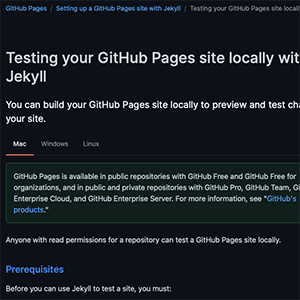 GitHub Pages / Setting up a GitHub Pages site with Jekyll / Testing your GitHub Pages site locall
Testing your GitHub Pages site locally wit
Jekyll
You can build your GitHub Pages site locally to preview and test cha
your site.
Mac Windows Linux
GitHub Pages is available in public repositories with GitHub Free and GitHub Free for
organizations, and in public and private repositories with GitHub Pro, GitHub Team, Gi
Enterprise Cloud, and GitHub Enterprise Server. For more information, see "GitHub's
products."
Anyone with read permissions for a repository can test a GitHub Pages site locally.
Prerequisites
Before you can use Jekyll to test a site, you must: